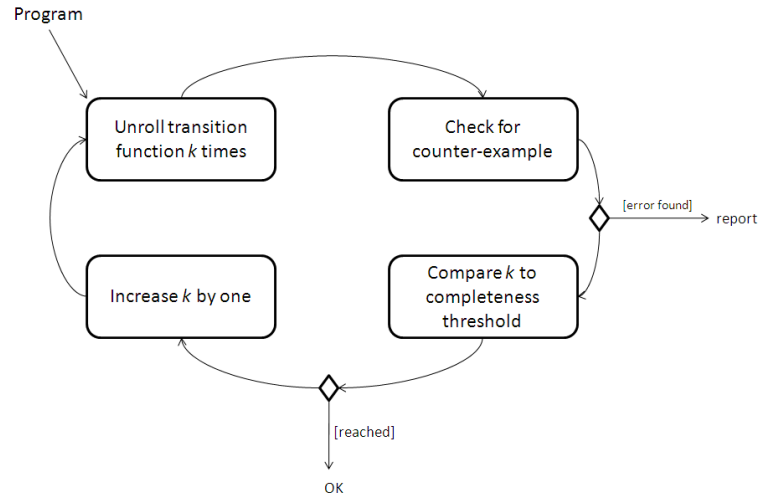 Program
Unroll transition
function k times
Check for
counter-example
[error found]
report
Increase k by one
Compare k to
completeness
threshold
[reached]
OK